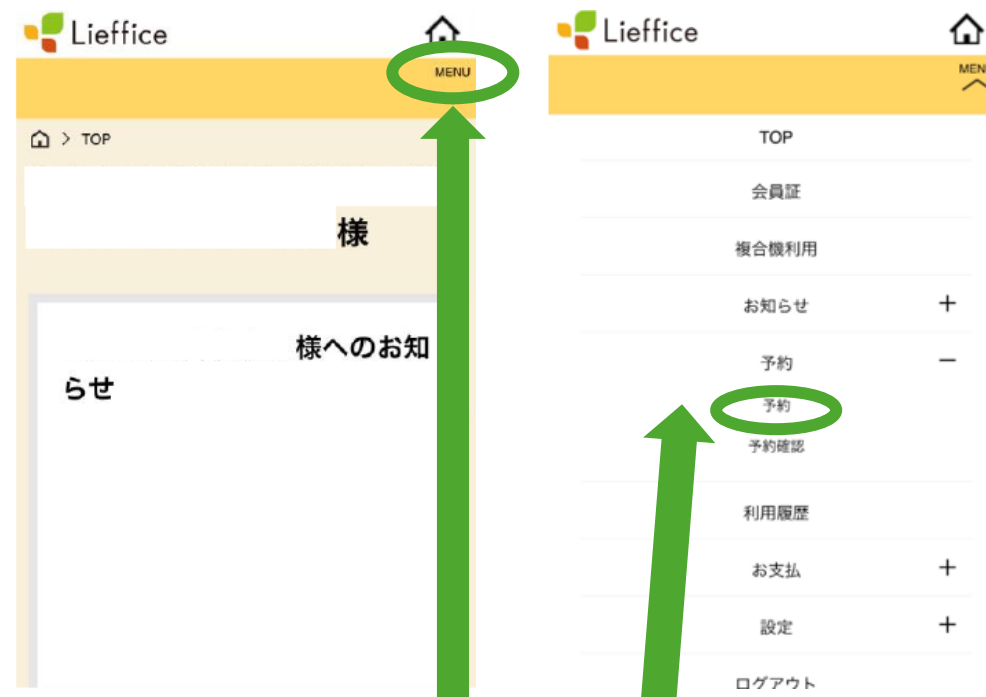 Lieffice
MENU
> TOP
様
様へのお知
らせ
Lieffice
MEN
TOP
会員証
複合機利用
お知らせ +
予約 −
予約
予約確認
利用履歴
お支払 +
設定 +
ログアウト